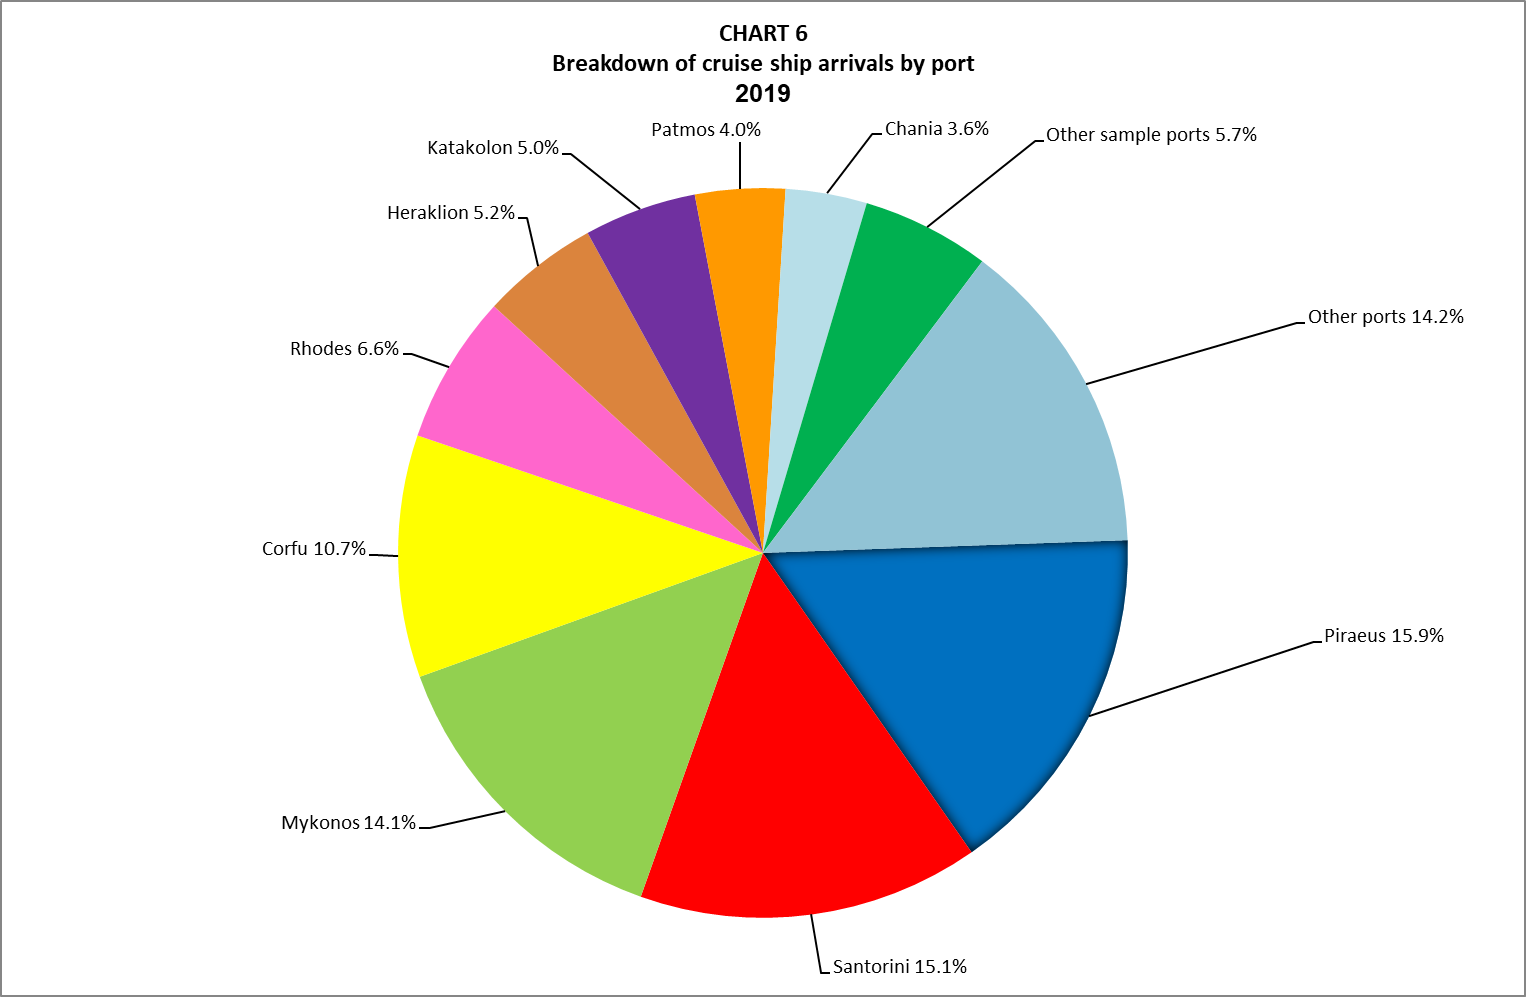 CHART 6
Breakdown of cruise ship arrivals by port
2019
Patmos 4.0%
Chania 3.6%
Other sample ports 5.7%
Katakolon 5.0%
Heraklion 5.2%
Other ports 14.2%
Rhodes 6.6%
Corfu 10.7%
Piraeus 15.9%
Mykonos 14.1%
Santorini 15.1%